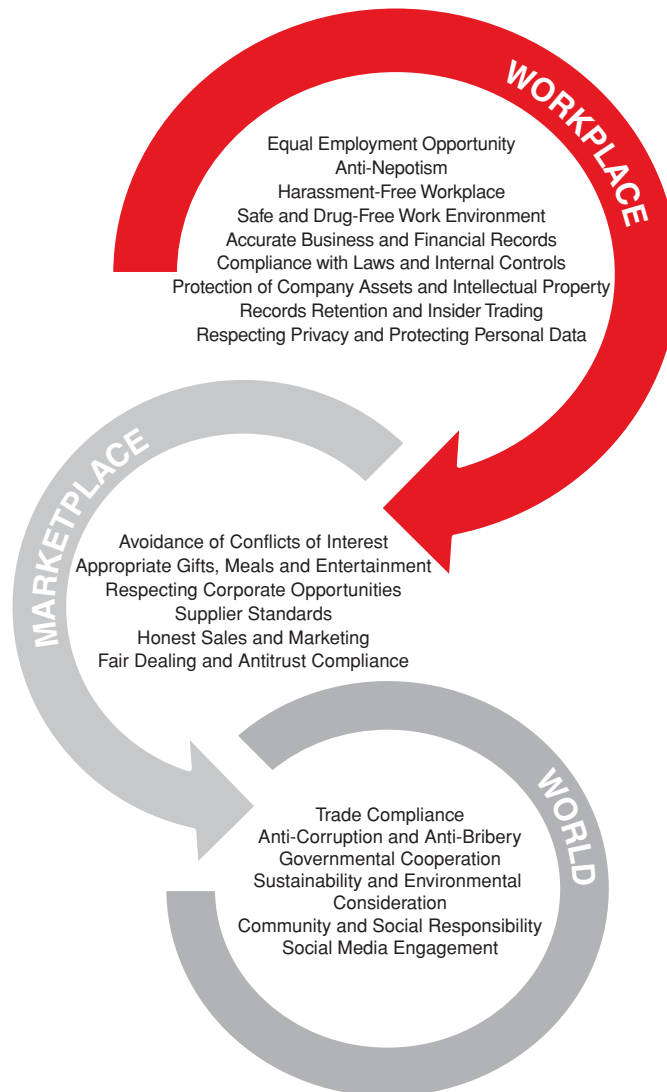 WORKPLACE
Equal Employment Opportunity
Anti-Nepotism
Harassment-Free Workplace
Safe and Drug-Free Work Environment
Accurate Business and Financial Records
Compliance with Laws and Internal Controls
Protection of Company Assets and Intellectual Property
Records Retention and Insider Trading
Respecting Privacy and Protecting Personal Data
MARKETPLACE
Avoidance of Conflicts of Interest
Appropriate Gifts, Meals and Entertainment
Respecting Corporate Opportunities
Supplier Standards
Honest Sales and Marketing
Fair Dealing and Antitrust Compliance
WORLD
Trade Compliance
Anti-Corruption and Anti-Bribery
Governmental Cooperation
Sustainability and Environmental
Consideration
Community and Social Responsibility
Social Media Engagement